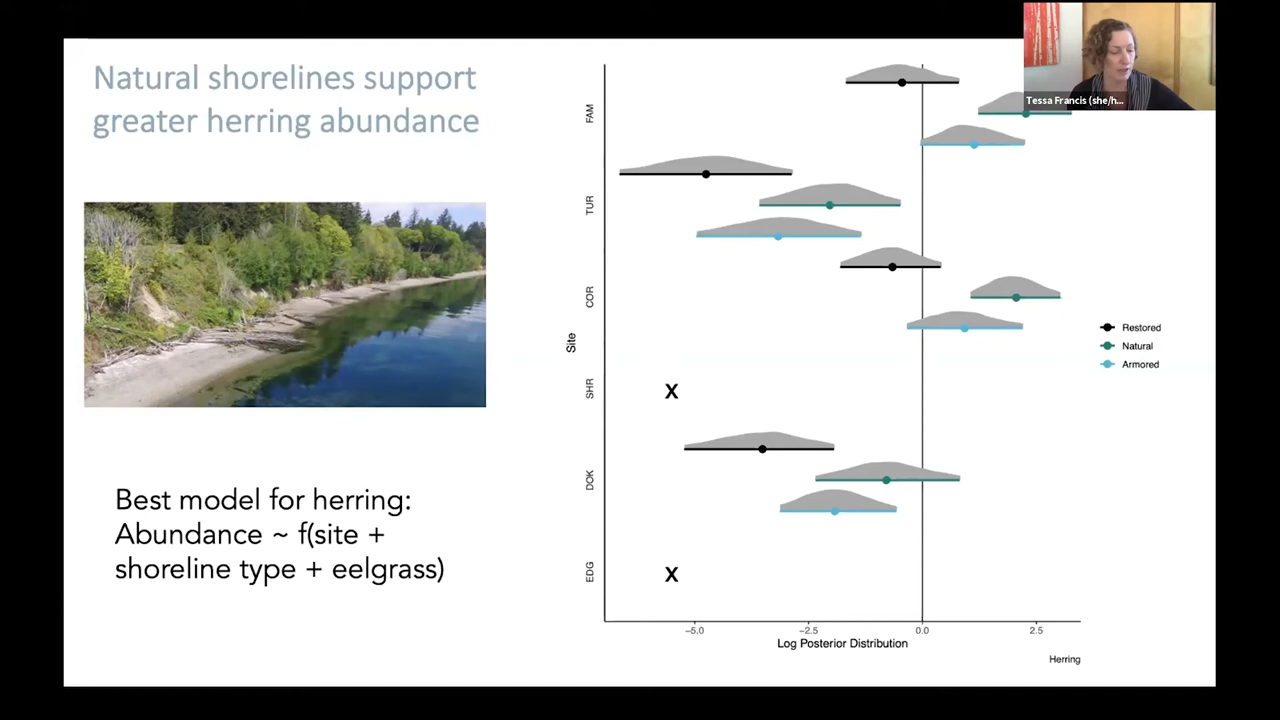 Natural shorelines support
greater herring abundance
Best model for herring:
Abundance ~ f(site +
shoreline type + eelgrass)
Tessa Francis (she/h...
FAM
TUR
COR
SHR
DOK
EDG
Site
X
X
Restored
Natural
Armored
−5.0
−2.5
0.0
2.5
Log Posterior Distribution
Herring